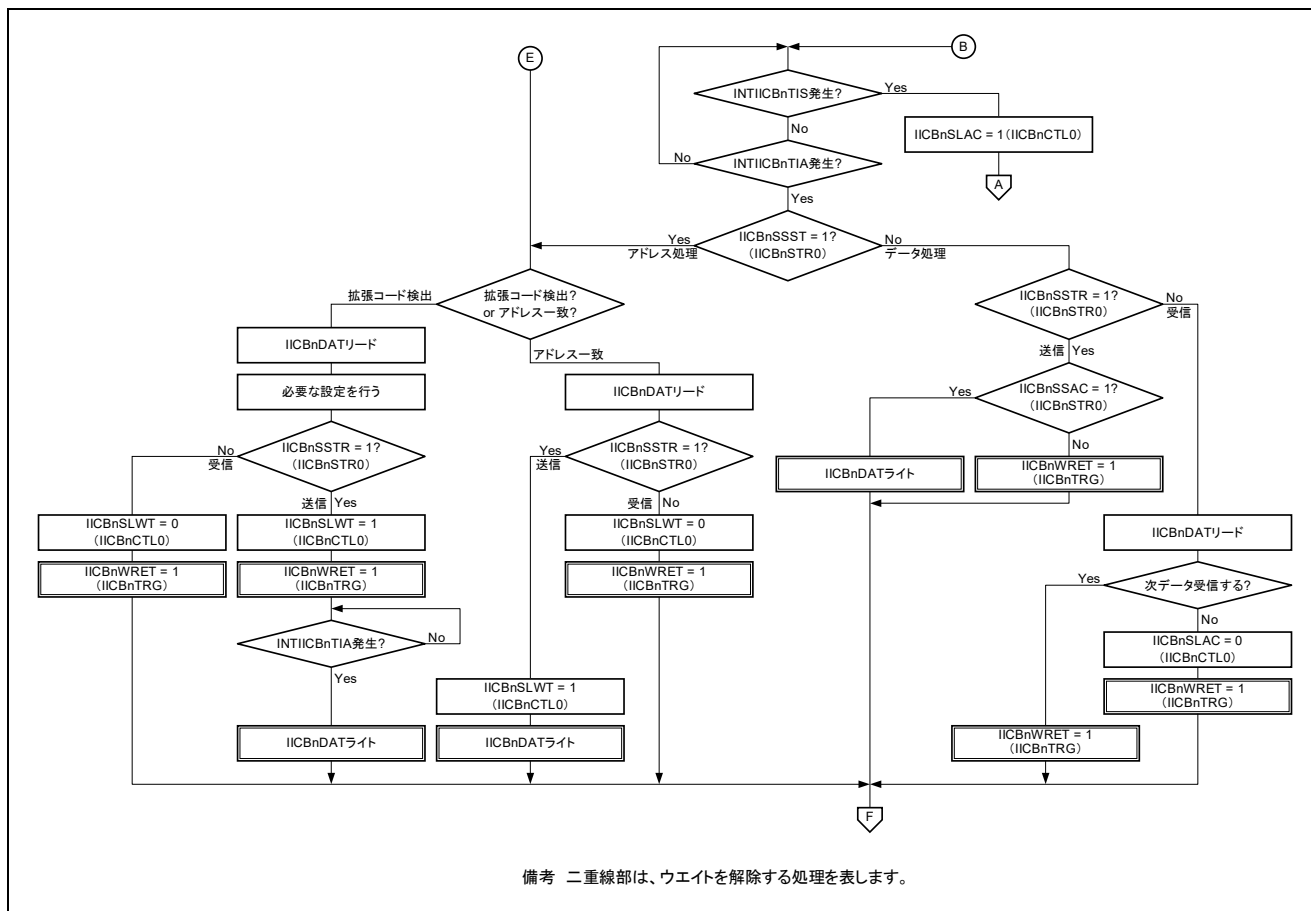 E
B
INTIICBnTIS発生?
Yes
No
IICBnSLAC = 1(IICBnCTL0)
A
No
INTIICBnTIA発生?
Yes
IICBnSSST = 1?
(IICBnSTR0)
Yes
アドレス処理
No
データ処理
拡張コード検出
拡張コード検出?
or アドレス一致?
アドレス一致
IICBnSSTR = 1?
(IICBnSTR0)
No
受信
送信 Yes
IICBnDATリード
必要な設定を行う
IICBnDATリード
Yes
IICBnSSAC = 1?
(IICBnSTR0)
No
No
受信
IICBnSSTR = 1?
(IICBnSTR0)
送信 Yes
Yes
送信
IICBnSSTR = 1?
(IICBnSTR0)
受信 No
IICBnDATライト
IICBnWRET = 1
(IICBnTRG)
IICBnSLWT = 0
(IICBnCTL0)
IICBnWRET = 1
(IICBnTRG)
IICBnSLWT = 1
(IICBnCTL0)
IICBnWRET = 1
(IICBnTRG)
IICBnSLWT = 0
(IICBnCTL0)
IICBnWRET = 1
(IICBnTRG)
IICBnDATリード
Yes
次データ受信する?
No
INTIICBnTIA発生?
No
Yes
IICBnSLAC = 0
(IICBnCTL0)
IICBnWRET = 1
(IICBnTRG)
IICBnSLWT = 1
(IICBnCTL0)
IICBnDATライト
IICBnDATライト
IICBnWRET = 1
(IICBnTRG)
F
備考 二重線部は、ウエイトを解除する処理を表します。